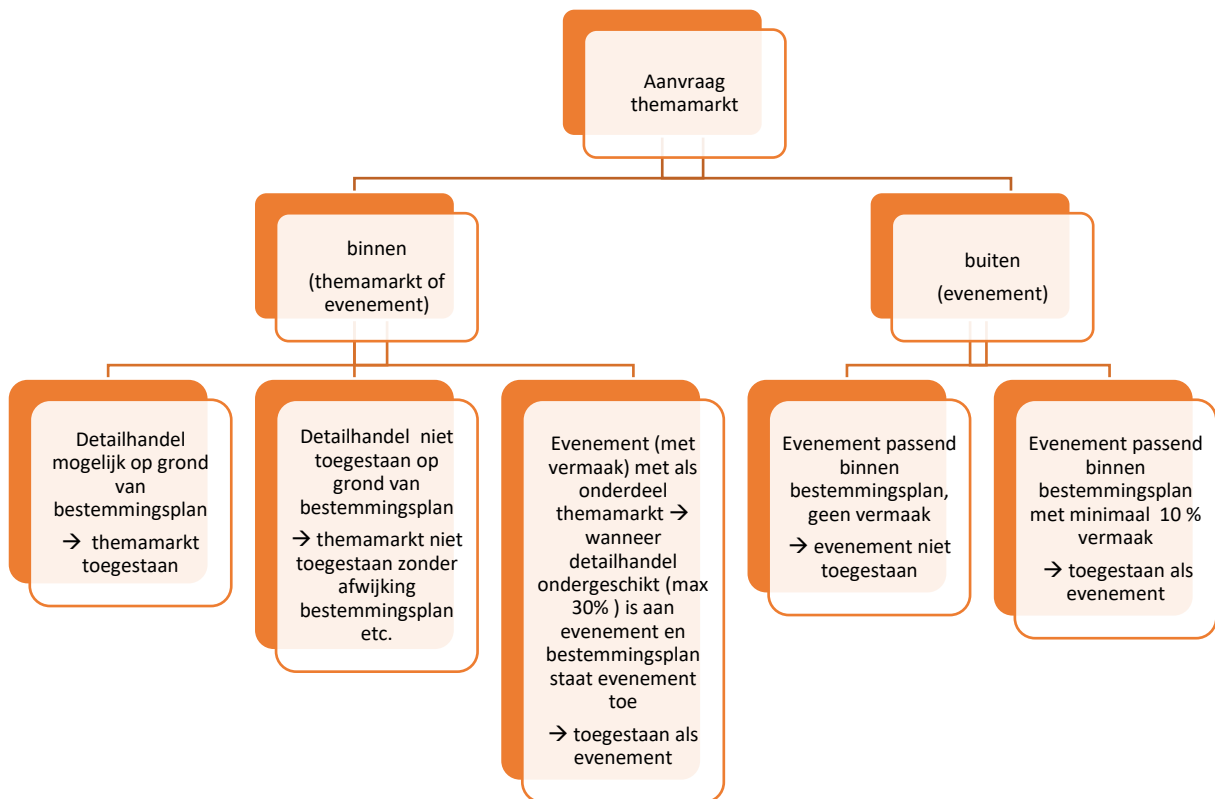 Aanvraag
themamarkt
binnen
(themamarkt of
evenement)
buiten
(evenement)
Detailhandel
mogelijk op grond
van
bestemmingsplan
→ themamarkt
toegestaan
Detailhandel niet
toegestaan op
grond van
bestemmingsplan
→ themamarkt niet
toegestaan zonder
afwijking
bestemmingsplan
etc.
Evenement (met
vermaak) met als
onderdeel
themamarkt →
wanneer
detailhandel
ondergeschikt (max
30% ) is aan
evenement en
bestemmingsplan
staat evenement
toe
→ toegestaan als
evenement
Evenement passend
binnen
bestemmingsplan,
geen vermaak
→ evenement niet
toegestaan
Evenement passend
binnen
bestemmingsplan
met minimaal 10 %
vermaak
→ toegestaan als
evenement